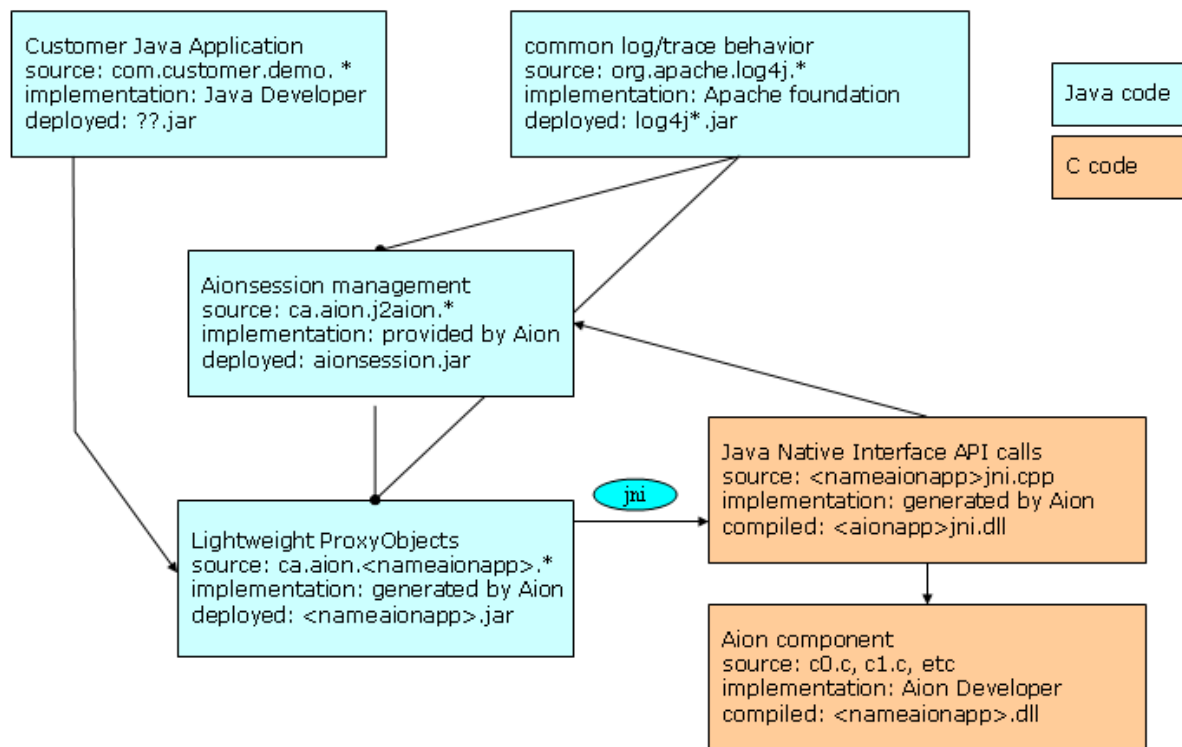 Customer Java Application
source: com.customer.demo. *
implementation: Java Developer
deployed: ??.jar
common log/trace behavior
source: org.apache.log4j.*
implementation: Apache foundation
deployed: log4j*.jar
Java code
C code
Aionsession management
source: ca.aion.j2aion.*
implementation: provided by Aion
deployed: aionsession.jar
Java Native Interface API calls
source: <nameaionapp>jni.cpp
implementation: generated by Aion
compiled: <aionapp>jni.dll
jni
Lightweight ProxyObjects
source: ca.aion.<nameaionapp>.*
implementation: generated by Aion
deployed: <nameaionapp>.jar
Aion component
source: c0.c, c1.c, etc
implementation: Aion Developer
compiled: <nameaionapp>.dll